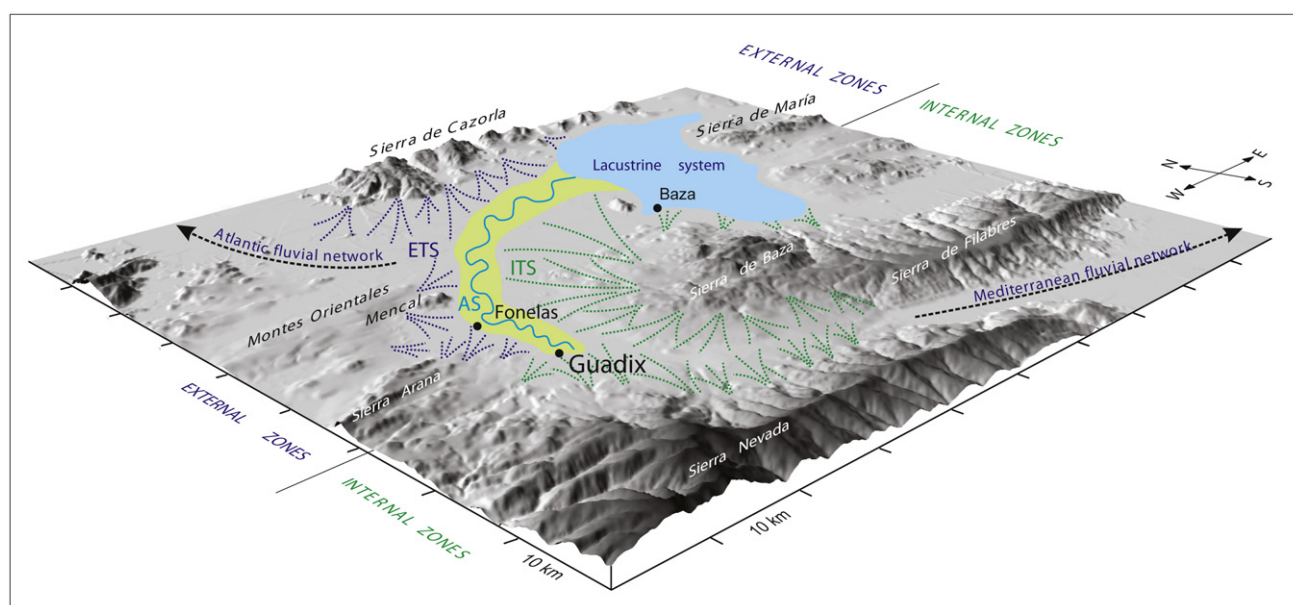 EXTERNAL ZONES
INTERNAL ZONES
Sierra de Cazorla
Sierra de María
Lacustrine system
N
E
W
S
Baza
Atlantic fluvial network
ETS
ITS
Sierra de Baza
Sierra de Filabres
Mediterranean fluvial network
Montes Orientales
Mencal
AS
Fonelas
Guadix
Sierra Arana
Sierra Nevada
EXTERNAL ZONES
INTERNAL ZONES
10 km
10 km